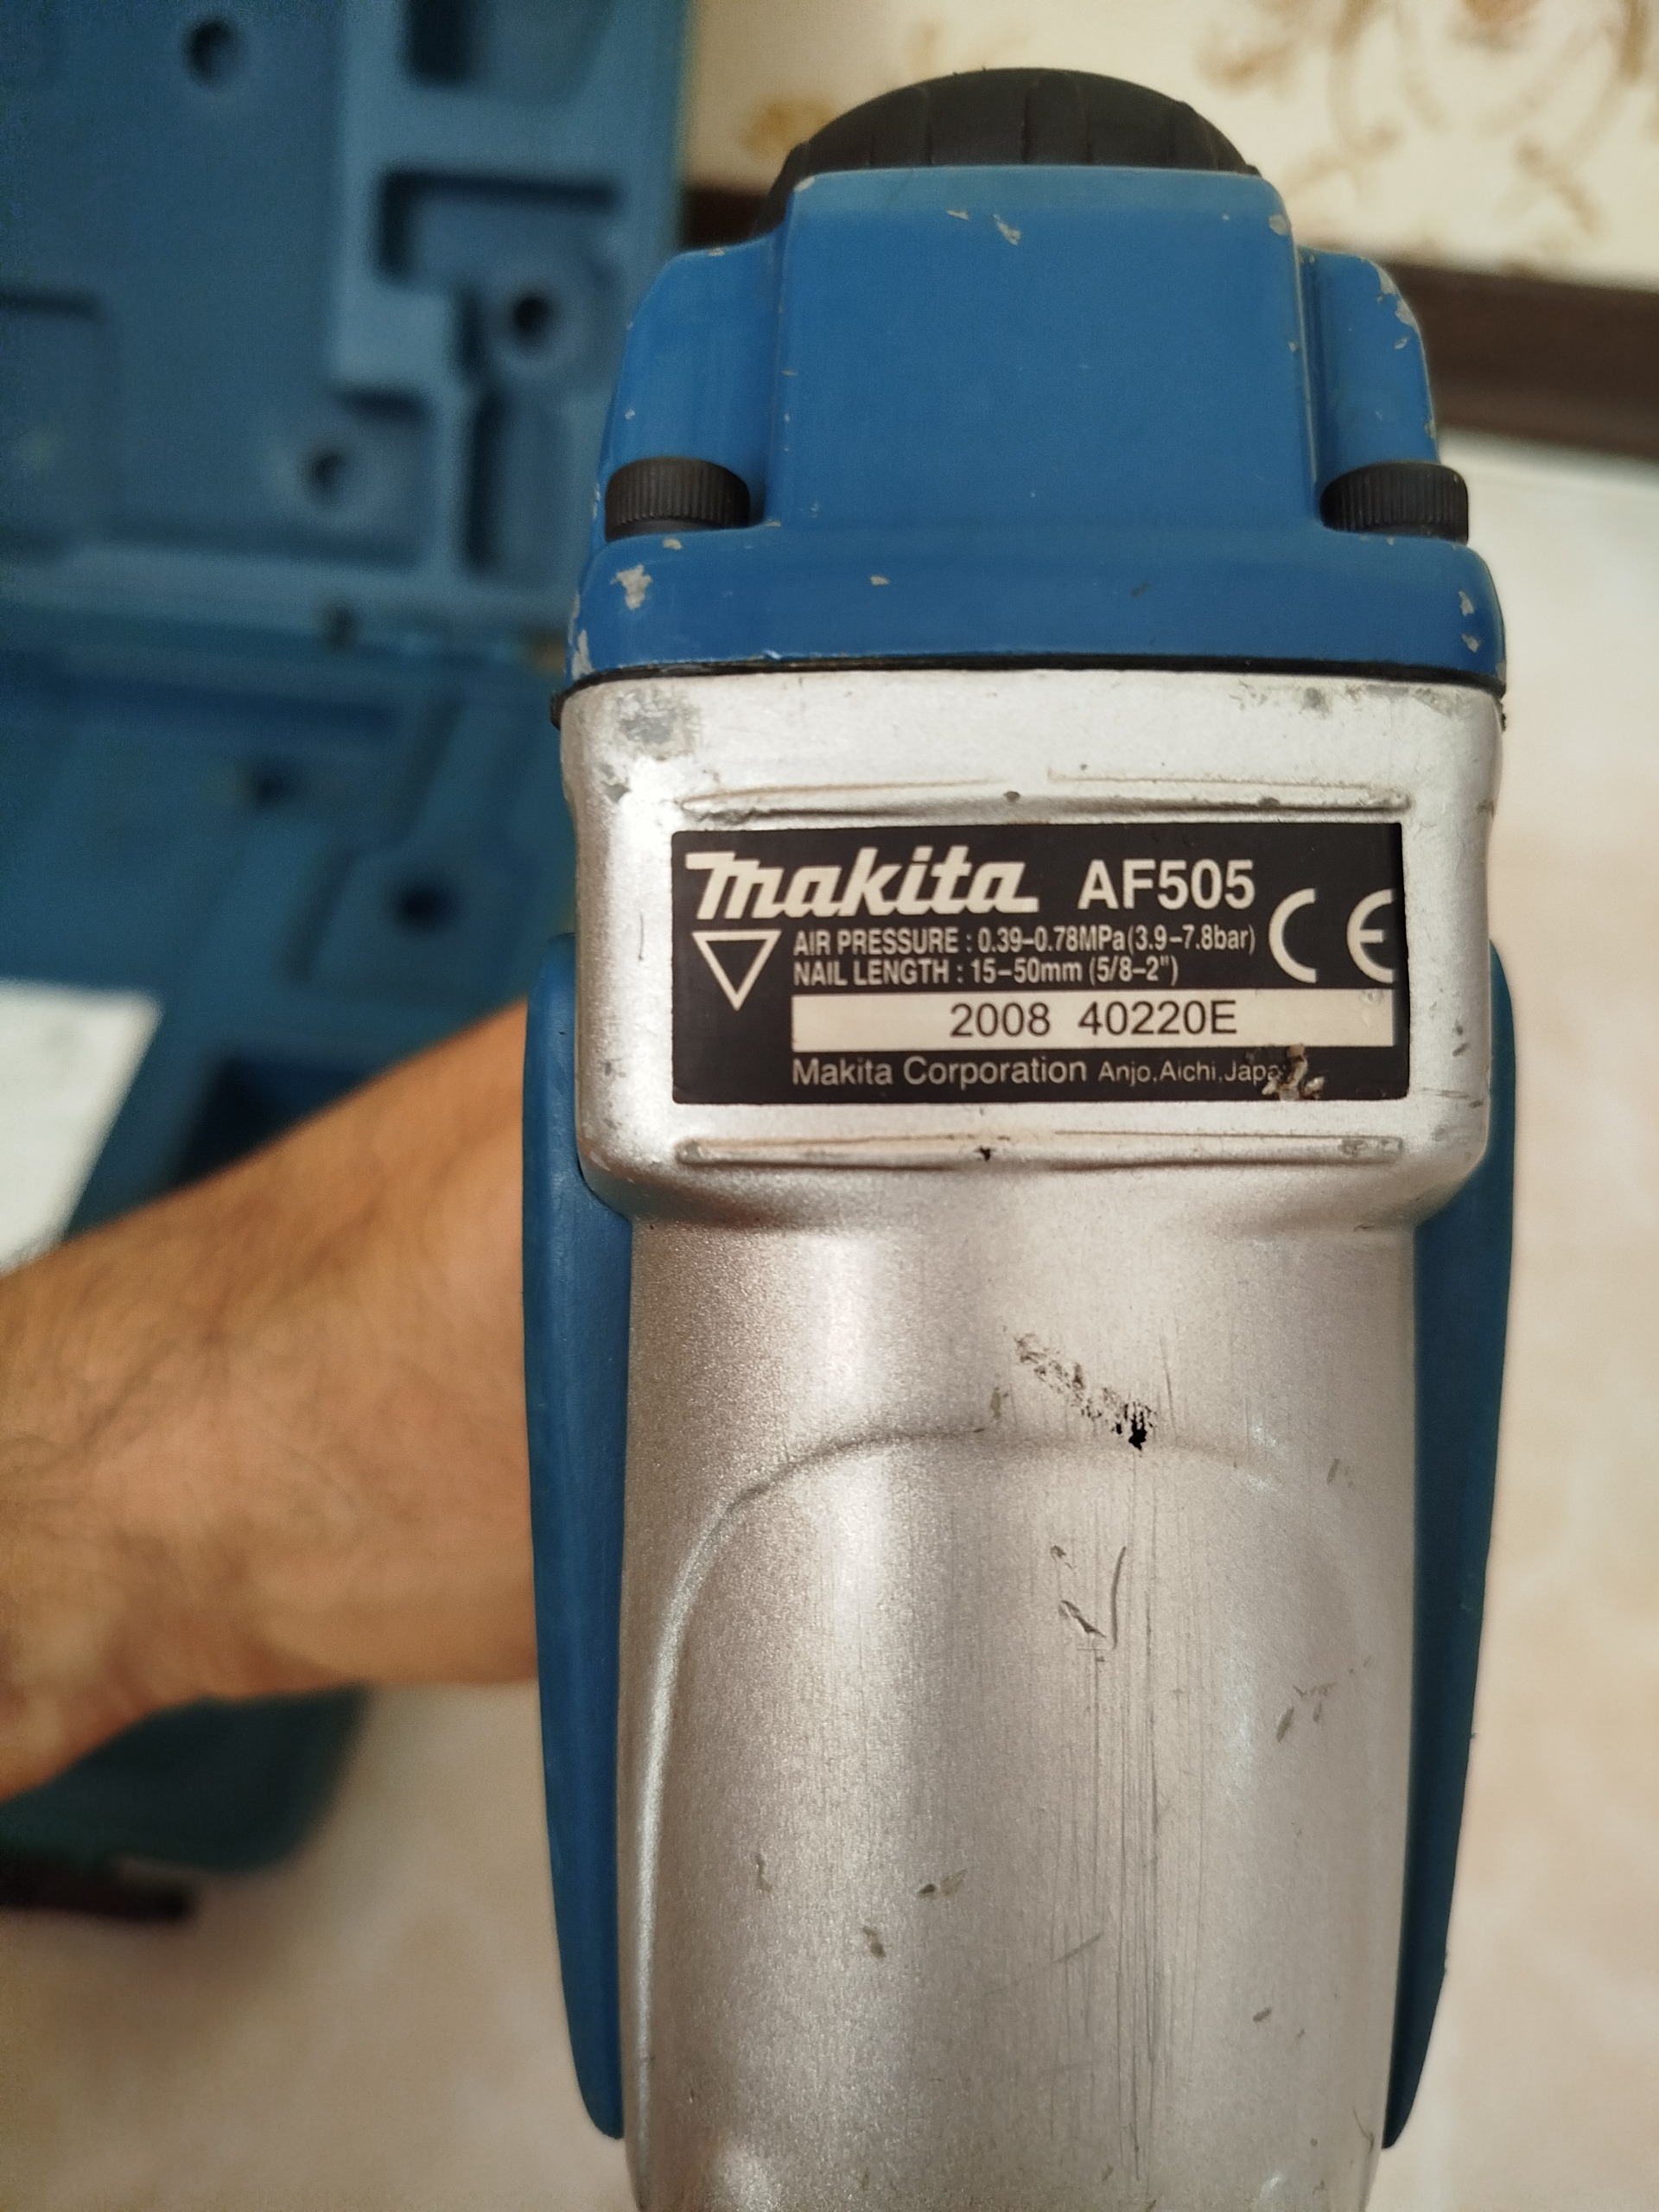 makita AF505
AIR PRESSURE : 0.39-0.78MPa(3.9-7.8bar) CE
NAIL LENGTH : 15-50mm (5/8-2")
2008 40220E
Makita Corporation Anjo,Aichi,Japa